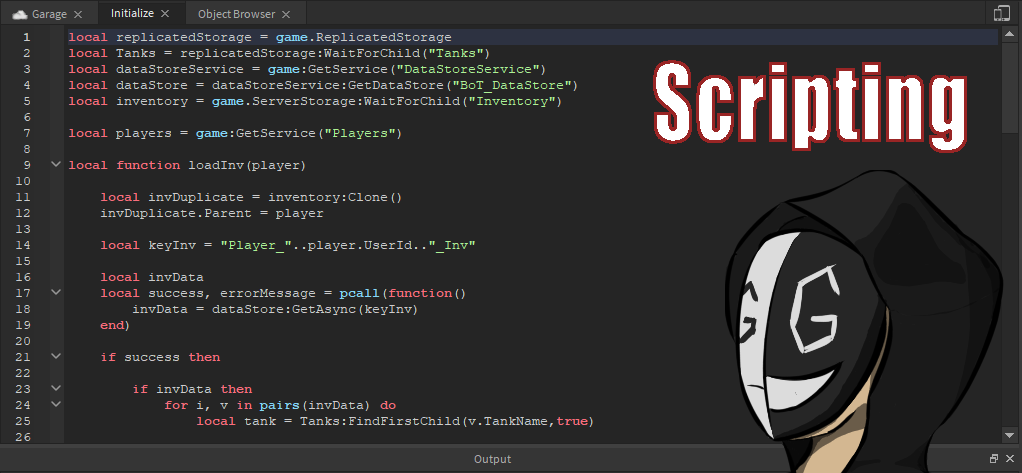 Garage
Initialize
Object Browser
1 local replicatedStorage = game.ReplicatedStorage
2 local Tanks = replicatedStorage:WaitForChild("Tanks")
3 local dataStoreService = game:GetService("DataStoreService")
4 local dataStore = dataStoreService:GetDataStore("BoT_DataStore")
5 local inventory = game.ServerStorage:WaitForChild("Inventory")
6
7 local players = game:GetService("Players")
8
9 local function loadInv(player)
10
11 local invDuplicate = inventory:Clone()
12 invDuplicate.Parent = player
13
14 local keyInv = "Player_"..player.UserId.."_Inv"
15
16 local invData
17 local success, errorMessage = pcall(function()
18 invData = dataStore:GetAsync(keyInv)
19 end)
20
21 if success then
22
23 if invData then
24 for i, v in pairs(invData) do
25 local tank = Tanks:FindFirstChild(v.TankName,true)
26
Scripting
G G
Output